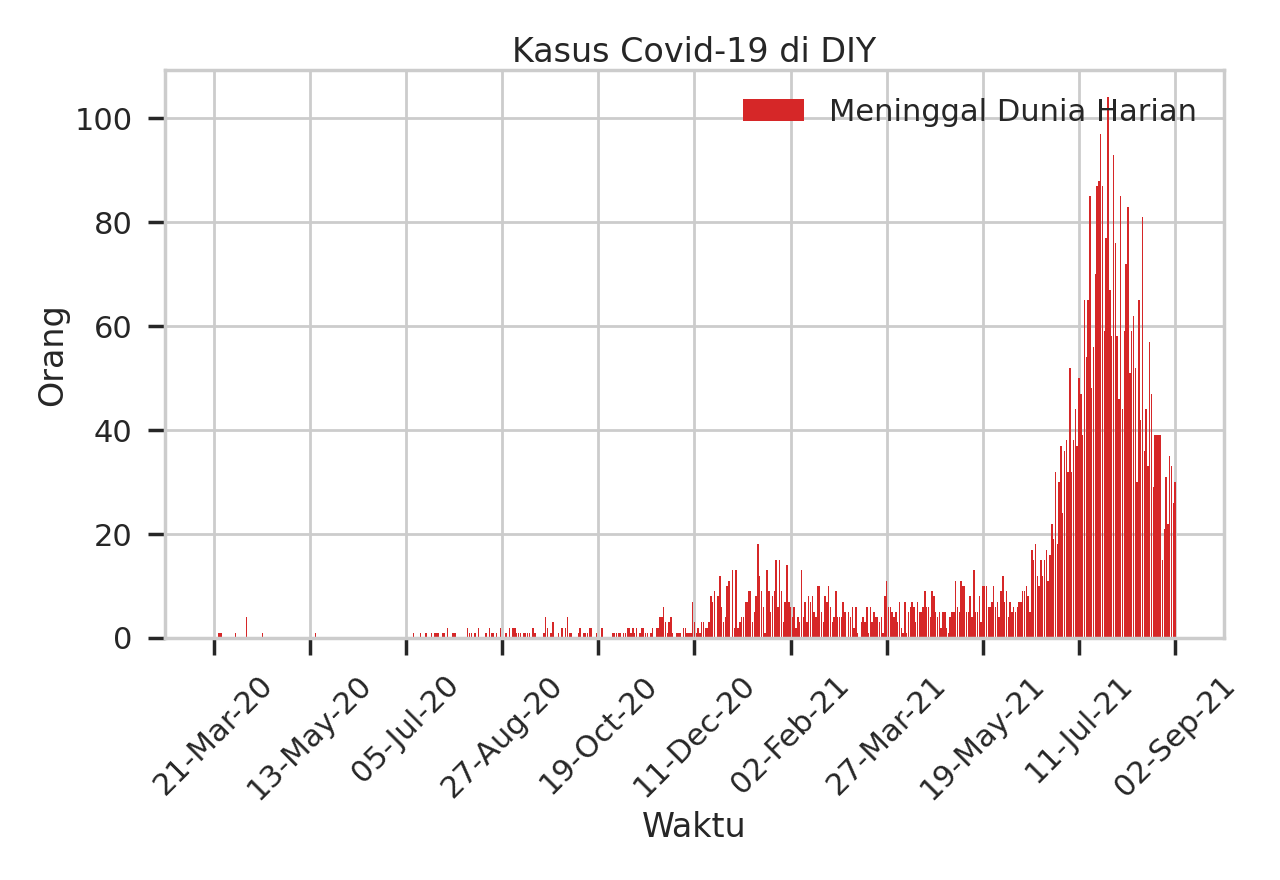 Kasus Covid-19 di DIY
Meninggal Dunia Harian
100
80
60
40
20
0
Orang
21-Mar-20
13-May-20
05-Jul-20
27-Aug-20
19-Oct-20
11-Dec-20
02-Feb-21
27-Mar-21
19-May-21
11-Jul-21
02-Sep-21
Waktu